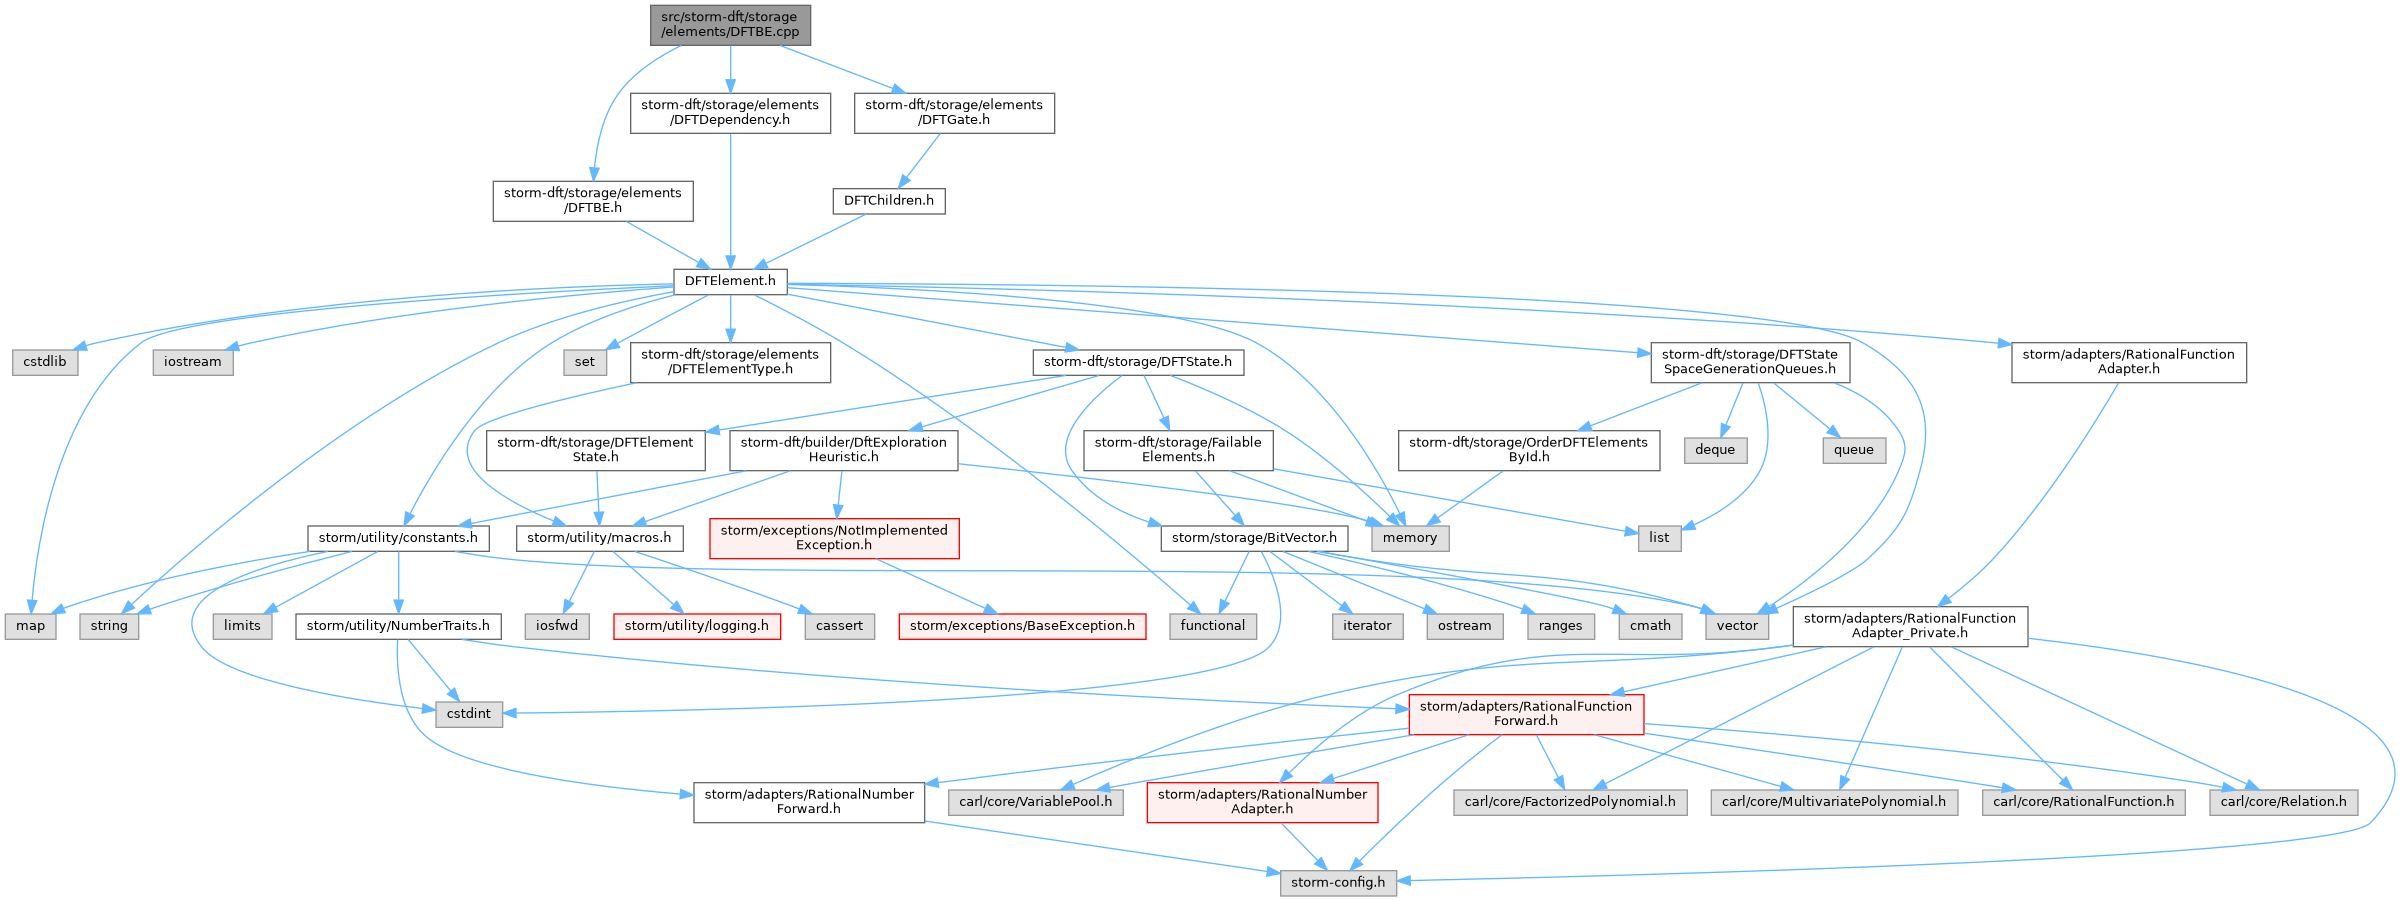 src/storm-dft/storage
/elements/DFTBE.cpp
storm-dft/storage/elements
/DFTDependency.h
storm-dft/storage/elements
/DFTGate.h
storm-dft/storage/elements
/DFTBE.h
DFTChildren.h
DFTElement.h
cstdlib
iostream
set
storm-dft/storage/elements
/DFTElementType.h
storm-dft/storage/DFTState.h
storm-dft/storage/DFTState
SpaceGenerationQueues.h
storm/adapters/RationalFunction
Adapter.h
storm-dft/storage/DFTElement
State.h
storm-dft/builder/DftExploration
Heuristic.h
storm-dft/storage/Failable
Elements.h
storm-dft/storage/OrderDFTElements
ById.h
deque
queue
storm/utility/constants.h
storm/utility/macros.h
storm/exceptions/NotImplemented
Exception.h
storm/storage/BitVector.h
memory
list
map
string
limits
storm/utility/NumberTraits.h
iosfwd
storm/utility/logging.h
cassert
storm/exceptions/BaseException.h
functional
iterator
ostream
ranges
cmath
vector
storm/adapters/RationalFunction
Adapter_Private.h
cstdint
storm/adapters/RationalFunction
Forward.h
storm/adapters/RationalNumber
Forward.h
carl/core/VariablePool.h
storm/adapters/RationalNumber
Adapter.h
carl/core/FactorizedPolynomial.h
carl/core/MultivariatePolynomial.h
carl/core/RationalFunction.h
carl/core/Relation.h
storm-config.h